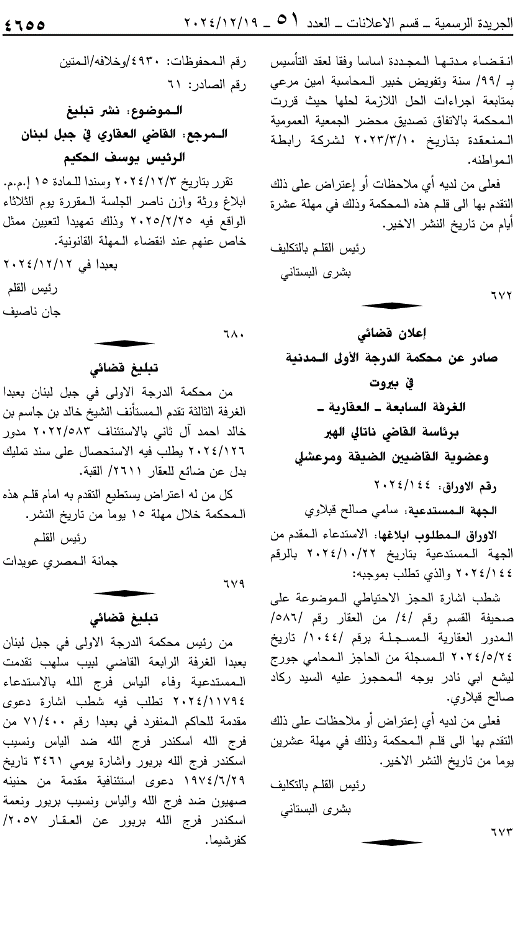 الجريدة الرسمية ــ قسم الاعلانات ــ العدد ٥١ ــ ٢٠٢٤/١٢/١٩
٤٦٥٥
انقضاء مدتها المجددة اساسا وفقا لعقد التأسيس
بـ /٩٩/ سنة وتفويض خبير المحاسبة امين مرعي
بمتابعة اجراءات الحل اللازمة لحلها حيث قررت
المحكمة بالاتفاق تصديق محضر الجمعية العمومية
المنعقدة بتاريخ ٢٠٢٣/٣/١٠ لشركة رابطة
المواطنه.
فعلى من لديه أي ملاحظات أو إعتراض على ذلك
التقدم بها الى قلم هذه المحكمة وذلك في مهلة عشرة
أيام من تاريخ النشر الاخير.
رئيس القلم بالتكليف
بشرى البستاني
٦٧٢
إعلان قضائي
صادر عن محكمة الدرجة الأولى المدنية
في بيروت
الغرفة السابعة ــ العقارية ــ
برئاسة القاضي ناتالي الهبر
وعضوية القاضيين الضيقة ومرعشلي
رقم الاوراق: ٢٠٢٤/١٤٤
الجهة المستدعية: سامي صالح قيلاوي
الاوراق المطلوب ابلاغها: الاستدعاء المقدم من
الجهة المستدعية بتاريخ ٢٠٢٤/١٠/٢٢ بالرقم
٢٠٢٤/١٤٤ والذي تطلب بموجبه:
شطب اشارة الحجز الاحتياطي الموضوعة على
صحيفة القسم رقم /٤/ من العقار رقم /٥٨٦/
المدور العقارية المسجلة برقم /١٠٤٤/ تاريخ
٢٠٢٤/٥/٢٤ المسجلة من الحاجز المحامي جورج
ليشع ابي نادر بوجه المحجوز عليه السيد ركاد
صالح قيلاوي.
فعلى من لديه أي إعتراض أو ملاحظات على ذلك
التقدم بها الى قلم المحكمة وذلك في مهلة عشرين
يوما من تاريخ النشر الاخير.
رئيس القلم بالتكليف
بشرى البستاني
٦٧٣
رقم المحفوظات: ٤٩٣٠/وخلافه/المتين
رقم الصادر: ٦١
الموضوع: نشر تبليغ
المرجع: القاضي العقاري في جبل لبنان
الرئيس يوسف الحكيم
تقرر بتاريخ ٢٠٢٤/١٢/٣ وسندا للمادة ١٥ إ.م.م.
ابلاغ ورثة وازن ناصر الجلسة المقررة يوم الثلاثاء
الواقع فيه ٢٠٢٥/٢/٢٥ وذلك تمهيدا لتعيين ممثل
خاص عنهم عند انقضاء المهلة القانونية.
بعبدا في ٢٠٢٤/١٢/١٢
رئيس القلم
جان ناصيف
٦٨٠
تبليغ قضائي
من محكمة الدرجة الاولى في جبل لبنان بعبدا
الغرفة الثالثة تقدم المستأنف الشيخ خالد بن جاسم بن
خالد احمد آل ثاني بالاستئناف ٢٠٢٢/٥٨٣ مدور
٢٠٢٤/١٢٦ يطلب فيه الاستحصال على سند تمليك
بدل عن ضائع للعقار ٢٦١١/ القبة.
كل من له اعتراض يستطيع التقدم به امام قلم هذه
المحكمة خلال مهلة ١٥ يوما من تاريخ النشر.
رئيس القلم
جمانة المصري عويدات
٦٧٩
تبليغ قضائي
من رئيس محكمة الدرجة الاولى في جبل لبنان
بعبدا الغرفة الرابعة القاضي لبيب سلهب تقدمت
المستدعية وفاء الياس فرج الله بالاستدعاء
٢٠٢٤/١١٧٩٤ تطلب فيه شطب اشارة دعوى
مقدمة للحاكم المنفرد في بعبدا رقم ٧١/٤٠٠ من
فرج الله اسكندر فرج الله ضد الياس ونسيب
اسكندر فرج الله بربور واشارة يومي ٣٤٦١ تاريخ
١٩٧٤/٦/٢٩ دعوى استئنافية مقدمة من حنينه
صهيون ضد فرج الله والياس ونسيب بربور ونعمة
اسكندر فرج الله بربور عن العقار ٢٠٥٧/
كفرشيما.